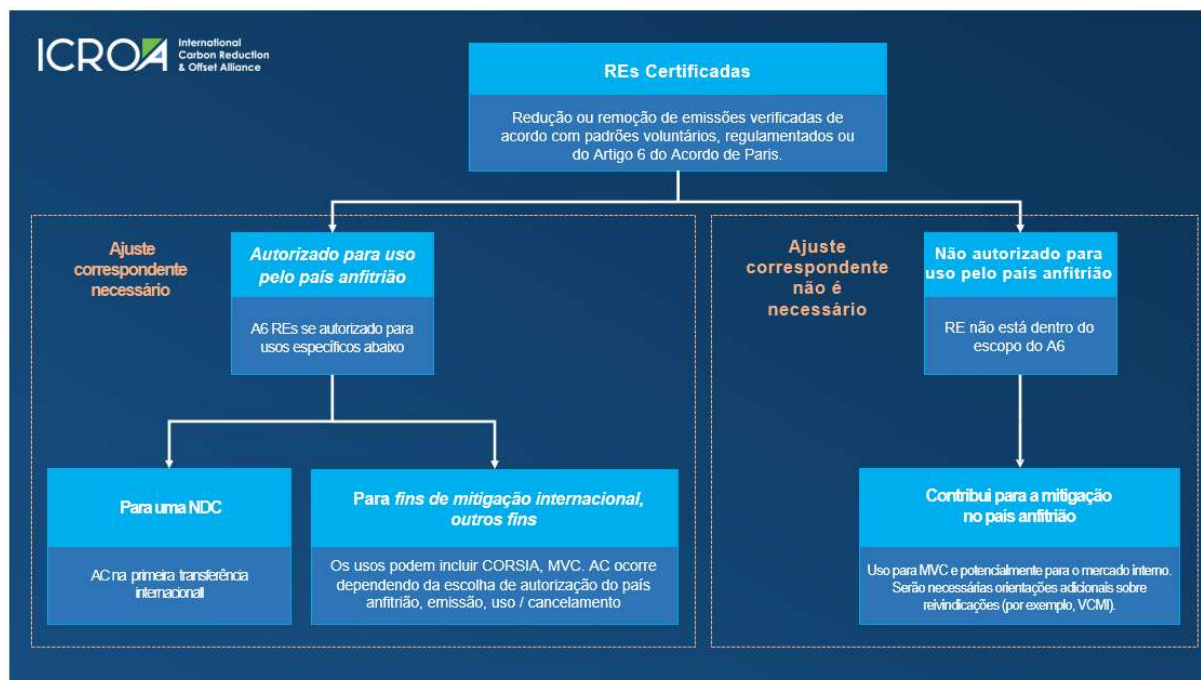 ICROA
International
Carbon Reduction
& Offset Alliance
REs Certificadas
Redução ou remoção de emissões verificadas de
acordo com padrões voluntários, regulamentados ou
do Artigo 6 do Acordo de Paris.
Ajuste
correspondente
necessário
Autorizado para uso
pelo país anfitrião
A6 REs se autorizado para
usos específicos abaixo
Para uma NDC
AC na primeira transferência
internacionall
Para fins de mitigação internacional,
outros fins
Os usos podem incluir CORSIA, MVC. AC ocorre
dependendo da escolha de autorização do país
anfitrião, emissão, uso / cancelamento
Ajuste
correspondente
não é
necessário
Não autorizado para
uso pelo país anfitrião
RE não está dentro do
escopo do A6
Contribui para a mitigação
no país anfitrião
Uso para MVC e potencialmente para o mercado interno.
Serão necessárias orientações adicionais sobre
reivindicações (por exemplo, VCMI).